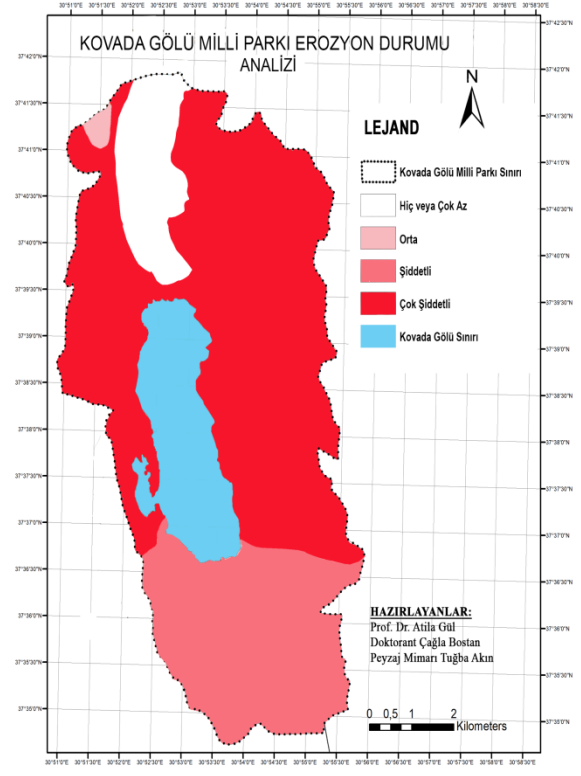 KOVADA GÖLÜ MİLLİ PARKI EROZYON DURUMU
ANALİZİ
N
LEJAND
Kovada Gölü Milli Parkı Sınırı
Hiç veya Çok Az
Orta
Şiddetli
Çok Şiddetli
Kovada Gölü Sınırı
HAZIRLAYANLAR:
Prof. Dr. Atila Gül
Doktorant Çağla Bostan
Peyzaj Mimarı Tuğba Akın
0 0,5 1 2
Kilometers
37°42'0"N
37°41'30"N
37°41'0"N
37°40'30"N
37°40'0"N
37°39'30"N
37°39'0"N
37°38'30"N
37°38'0"N
37°37'30"N
37°37'0"N
37°36'30"N
37°36'0"N
37°35'30"N
37°35'0"N